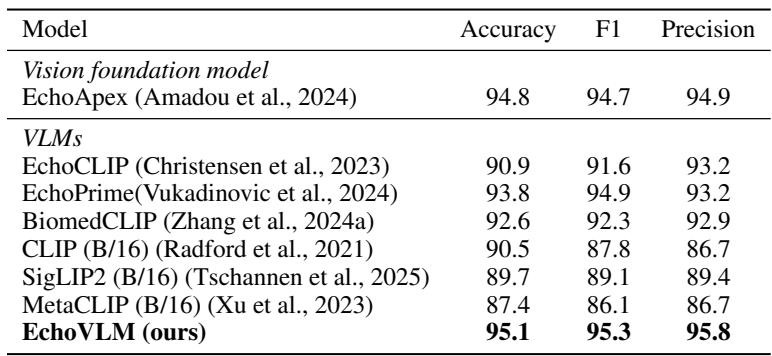 Model Accuracy F1 Precision
Vision foundation model
EchoApex (Amadou et al., 2024) 94.8 94.7 94.9
VLMs
EchoCLIP (Christensen et al., 2023) 90.9 91.6 93.2
EchoPrime(Vukadinovic et al., 2024) 93.8 94.9 93.2
BiomedCLIP (Zhang et al., 2024a) 92.6 92.3 92.9
CLIP (B/16) (Radford et al., 2021) 90.5 87.8 86.7
SigLIP2 (B/16) (Tschannen et al., 2025) 89.7 89.1 89.4
MetaCLIP (B/16) (Xu et al., 2023) 87.4 86.1 86.7
EchoVLM (ours) 95.1 95.3 95.8